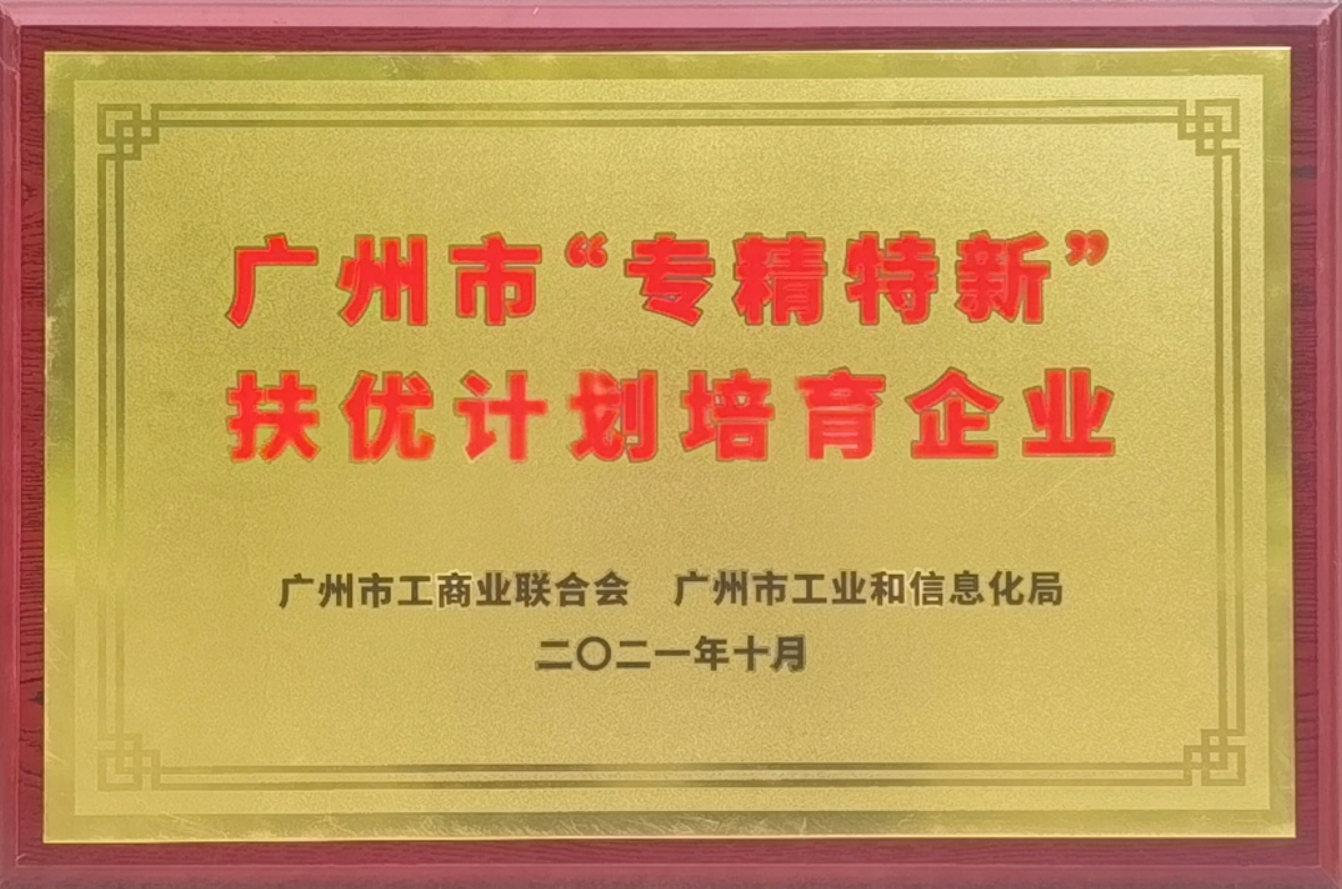 广州市“专精特新”
扶优计划培育企业
广州市工商业联合会 广州市工业和信息化局
二〇二一年十月